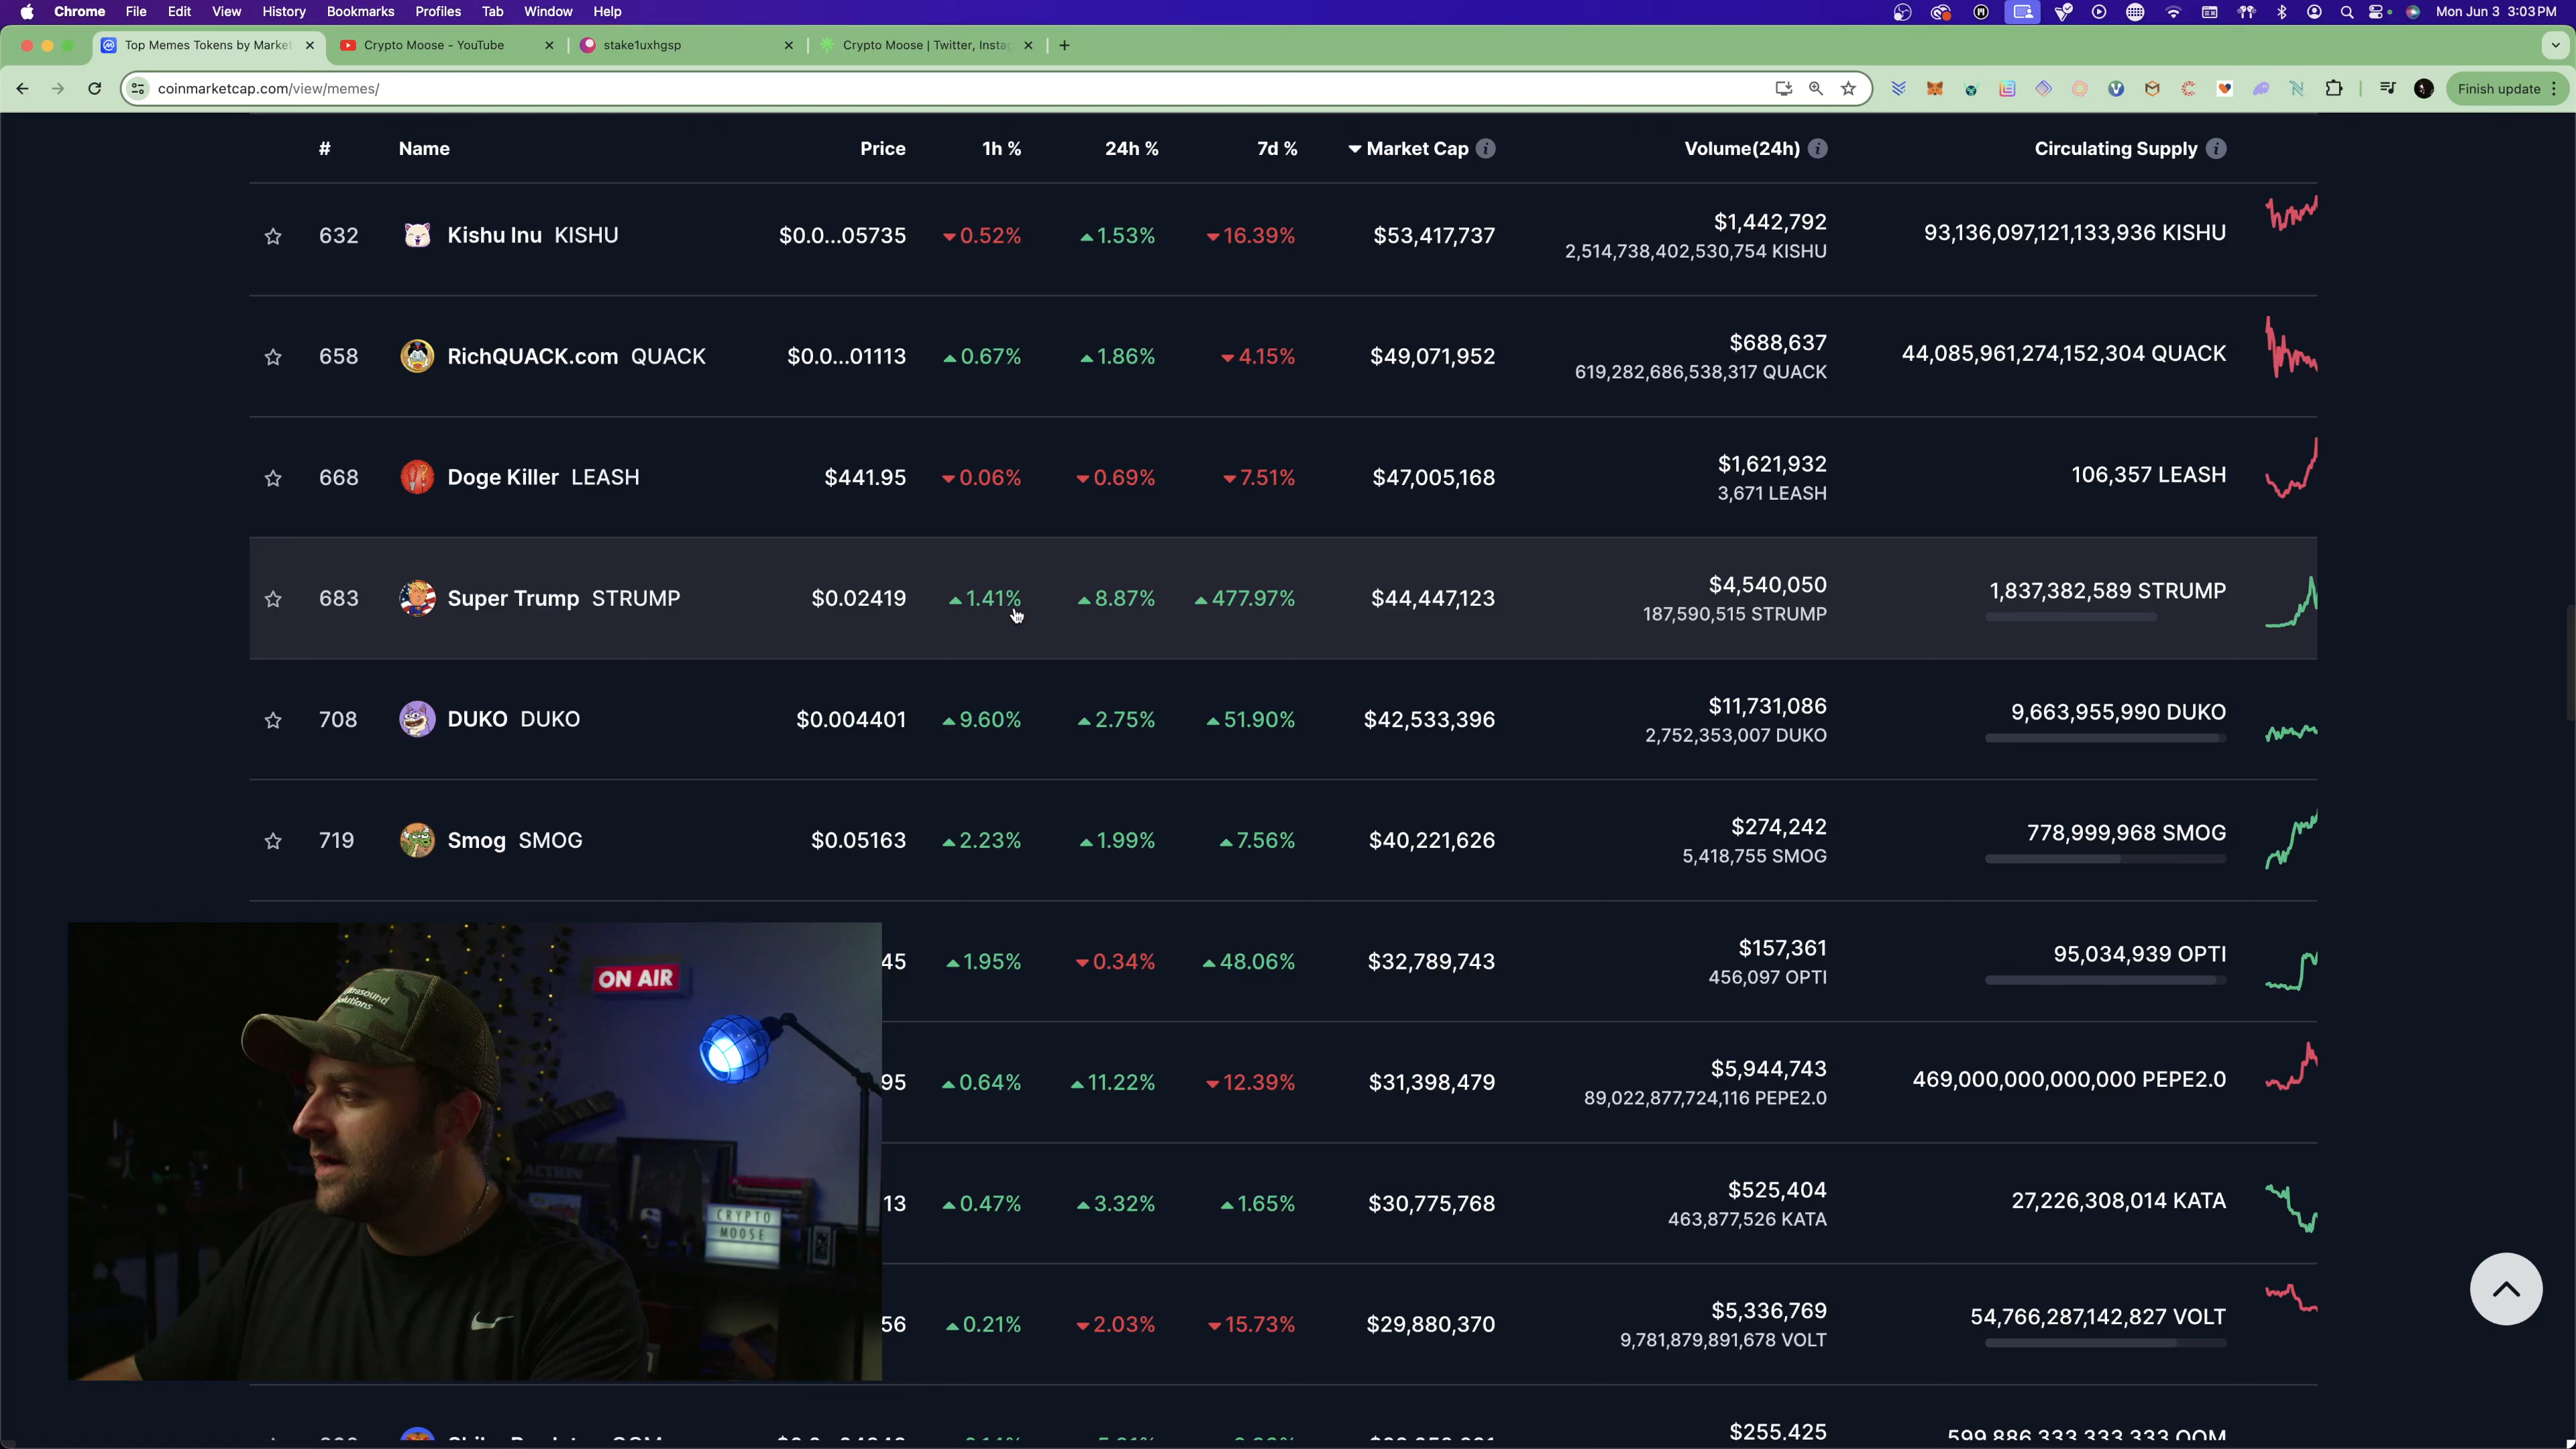 Chrome File Edit View History Bookmarks Profiles Tab Window Help Mon Jun 3 3:03 PM
Top Memes Tokens by Market Crypto Moose - YouTube stake1uxhgsp Crypto Moose | Twitter, Insta
coinmarketcap.com/view/memes/ Finish update
# Name Price 1h % 24h % 7d % Market Cap Volume(24h) Circulating Supply
632 Kishu Inu KISHU $0.0...05735 0.52% 1.53% 16.39% $53,417,737 $1,442,792 93,136,097,121,133,936 KISHU
2,514,738,402,530,754 KISHU
658 RichQUACK.com QUACK $0.0...01113 0.67% 1.86% 4.15% $49,071,952 $688,637 44,085,961,274,152,304 QUACK
619,282,686,538,317 QUACK
668 Doge Killer LEASH $441.95 0.06% 0.69% 7.51% $47,005,168 $1,621,932 106,357 LEASH
3,671 LEASH
683 Super Trump STRUMP $0.02419 1.41% 8.87% 477.97% $44,447,123 $4,540,050 1,837,382,589 STRUMP
187,590,515 STRUMP
708 DUKO DUKO $0.004401 9.60% 2.75% 51.90% $42,533,396 $11,731,086 9,663,955,990 DUKO
2,752,353,007 DUKO
719 Smog SMOG $0.05163 2.23% 1.99% 7.56% $40,221,626 $274,242 778,999,968 SMOG
5,418,755 SMOG
45 1.95% 0.34% 48.06% $32,789,743 $157,361 95,034,939 OPTI
456,097 OPTI
ON AIR
95 0.64% 11.22% 12.39% $31,398,479 $5,944,743 469,000,000,000,000 PEPE2.0
89,022,877,724,116 PEPE2.0
13 0.47% 3.32% 1.65% $30,775,768 $525,404 27,226,308,014 KATA
463,877,526 KATA
ACTION
CRYPTO
MOOSE
56 0.21% 2.03% 15.73% $29,880,370 $5,336,769 54,766,287,142,827 VOLT
9,781,879,891,678 VOLT
$255,425 599,886,333,333,333 QOM